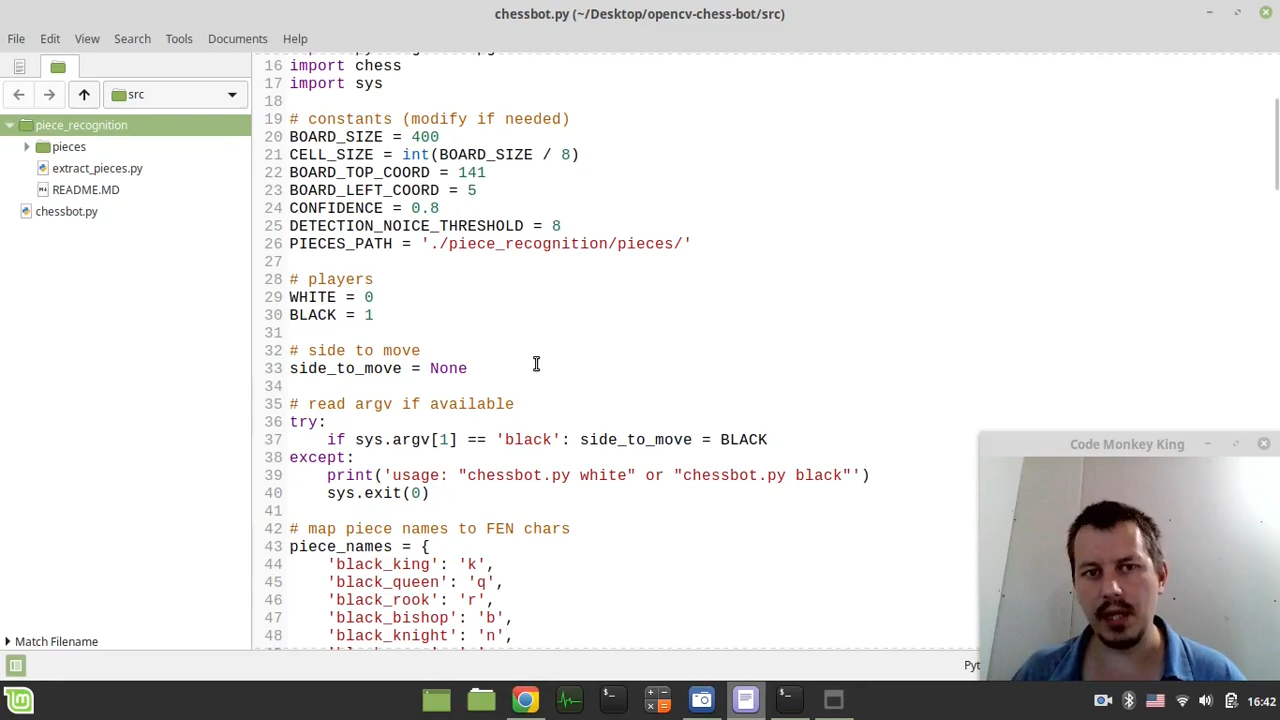 chessbot.py (~/Desktop/opencv-chess-bot/src)
File Edit View Search Tools Documents Help
src
piece_recognition
pieces
extract_pieces.py
README.MD
chessbot.py
Match Filename
16 import chess
17 import sys
18
19 # constants (modify if needed)
20 BOARD_SIZE = 400
21 CELL_SIZE = int(BOARD_SIZE / 8)
22 BOARD_TOP_COORD = 141
23 BOARD_LEFT_COORD = 5
24 CONFIDENCE = 0.8
25 DETECTION_NOICE_THRESHOLD = 8
26 PIECES_PATH = './piece_recognition/pieces/'
27
28 # players
29 WHITE = 0
30 BLACK = 1
31
32 # side to move
33 side_to_move = None
34
35 # read argv if available
36 try:
37 if sys.argv[1] == 'black': side_to_move = BLACK
38 except:
39 print('usage: "chessbot.py white" or "chessbot.py black"')
40 sys.exit(0)
41
42 # map piece names to FEN chars
43 piece_names = {
44 'black_king': 'k',
45 'black_queen': 'q',
46 'black_rook': 'r',
47 'black_bishop': 'b',
48 'black_knight': 'n',
Code Monkey King
16:42